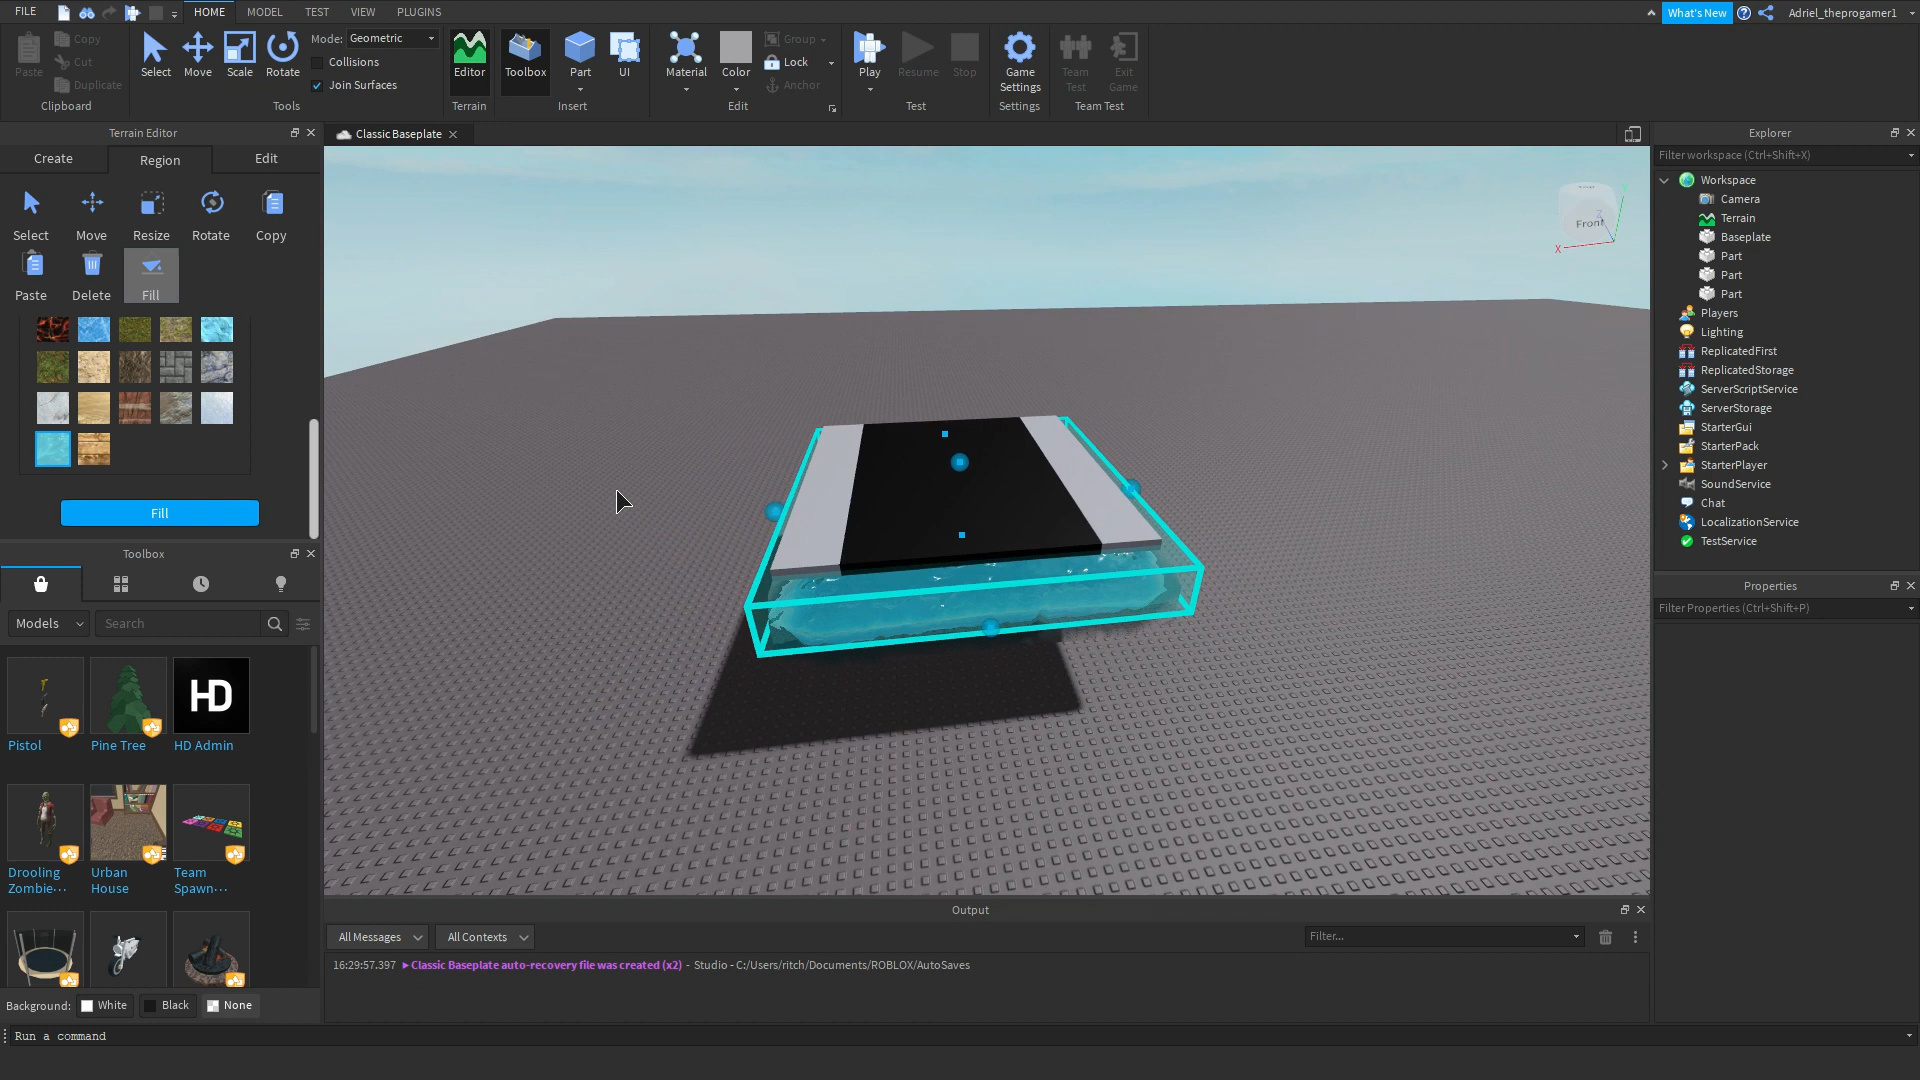 FILE
HOME
MODEL
TEST
VIEW
PLUGINS
What's New
Adriel_theprogamer1
Paste
Copy
Cut
Duplicate
Clipboard
Select
Move
Scale
Rotate
Mode: Geometric
Collisions
Join Surfaces
Tools
Editor
Terrain
Toolbox
Part
UI
Insert
Material
Color
Group
Lock
Anchor
Edit
Play
Resume
Stop
Test
Game
Settings
Settings
Team
Test
Exit
Game
Team Test
Terrain Editor
Create
Region
Edit
Select
Move
Resize
Rotate
Copy
Paste
Delete
Fill
Fill
Toolbox
Models
Search
Pistol
Pine Tree
HD
HD Admin
Drooling
Zombie...
Urban
House
Team
Spawn...
Background:
White
Black
None
Run a command
Classic Baseplate
Front
X
Y
Z
Output
All Messages
All Contexts
Filter...
16:29:57.397 Classic Baseplate auto-recovery file was created (x2) - Studio - C:/Users/ritch/Documents/ROBLOX/AutoSaves
Explorer
Filter workspace (Ctrl+Shift+X)
Workspace
Camera
Terrain
Baseplate
Part
Part
Part
Players
Lighting
ReplicatedFirst
ReplicatedStorage
ServerScriptService
ServerStorage
StarterGui
StarterPack
StarterPlayer
SoundService
Chat
LocalizationService
TestService
Properties
Filter Properties (Ctrl+Shift+P)